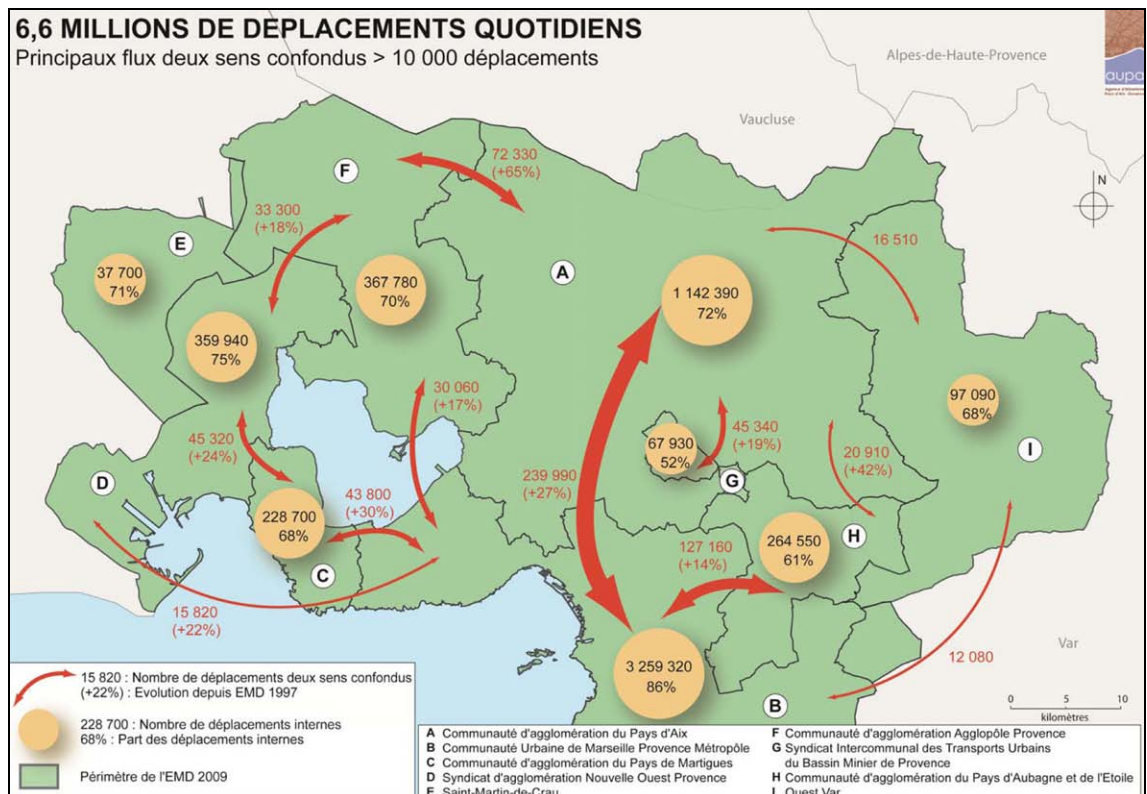 6,6 MILLIONS DE DEPLACEMENTS QUOTIDIENS
Principaux flux deux sens confondus > 10 000 déplacements
Alpes-de-Haute-Provence
aupa
Vaucluse
N
F
72 330
(+65%)
33 300
(+18%)
E
A
16 510
37 700
71%
367 780
70%
1 142 390
72%
359 940
75%
30 060
(+17%)
97 090
68%
45 320
(+24%)
67 930
52%
45 340
(+19%)
20 910
(+42%)
I
D
239 990
(+27%)
G
43 800
(+30%)
228 700
68%
264 550
61%
H
127 160
(+14%)
C
15 820
(+22%)
Var
12 080
3 259 320
86%
B
0 5 10
kilomètres
15 820 : Nombre de déplacements deux sens confondus
(+22%) : Evolution depuis EMD 1997
228 700 : Nombre de déplacements internes
68% : Part des déplacements internes
Périmètre de l'EMD 2009
A Communauté d'agglomération du Pays d'Aix
B Communauté Urbaine de Marseille Provence Métropôle
C Communauté d'agglomération du Pays de Martigues
D Syndicat d'agglomération Nouvelle Ouest Provence
E Saint-Martin-de-Crau
F Communauté d'agglomération Agglopôle Provence
G Syndicat Intercommunal des Transports Urbains
du Bassin Minier de Provence
H Communauté d'agglomération du Pays d'Aubagne et de l'Etoile
I Ouest Var